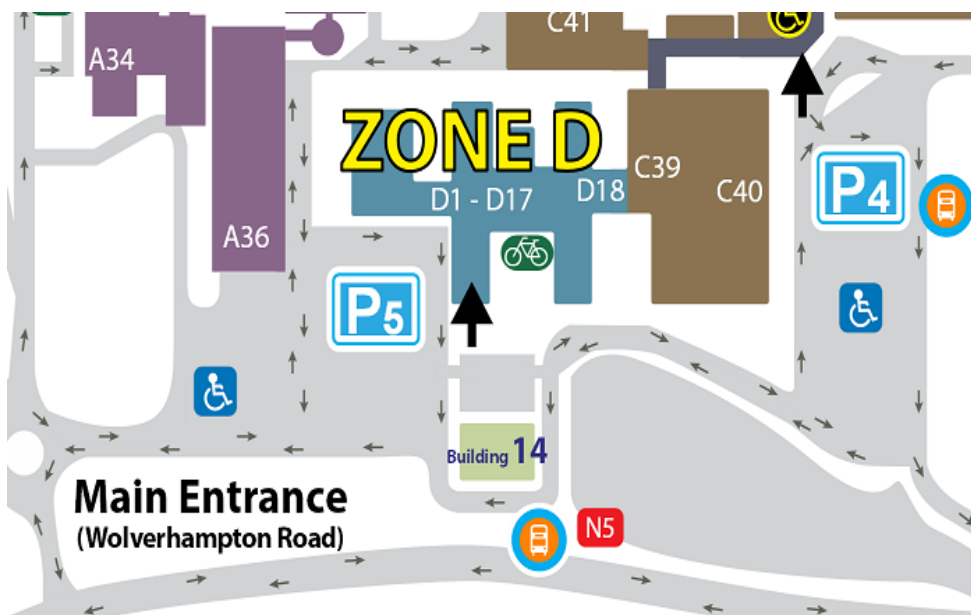 C41
A34
ZONE D
C39
D1 - D17
D18
C40
P4
A36
P5
Building 14
Main Entrance
(Wolverhampton Road)
N5